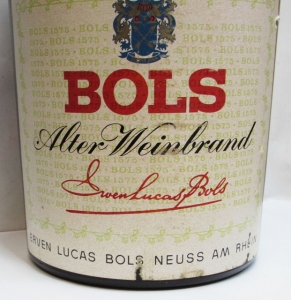 BOLS
Alter Weinbrand
Erven Lucas Bols
ERVEN LUCAS BOLS NEUSS AM RHEIN